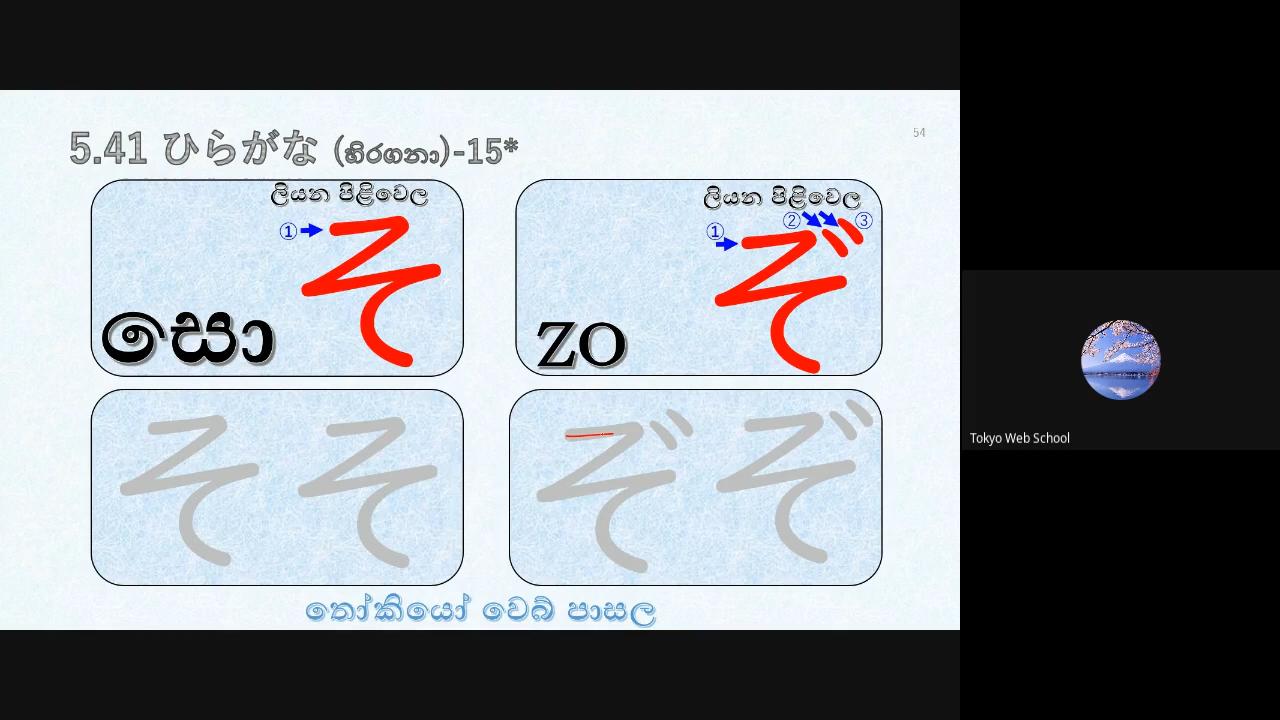 5.41 ひらがな (හිරගනා)-15*
54
ලියන පිළිවෙල
① そ
සො
ලියන පිළිවෙල
① ② ③ ぞ
ZO
そ そ
ぞ ぞ
තෝකියෝ වෙබ් පාසල
Tokyo Web School